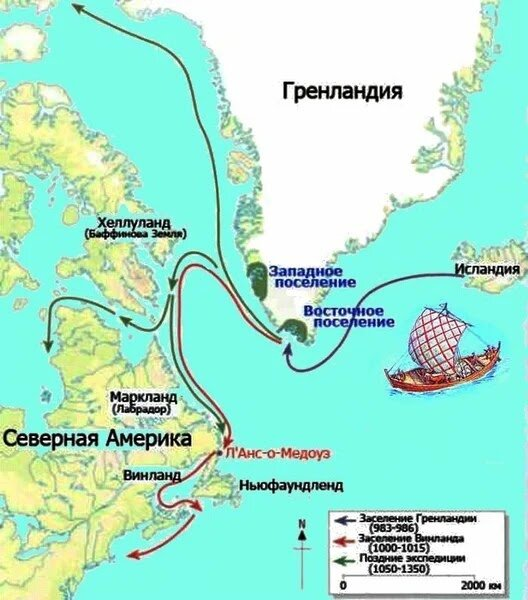 Гренландия
Хеллуланд
(Баффинова Земля)
Исландия
Западное
поселение
Восточное
поселение
Маркланд
(Лабрадор)
Северная Америка
Л'Анс-о-Медоуз
Винланд
Ньюфаундленд
N
Заселение Гренландии
(983-986)
Заселение Винланда
(1000-1015)
Поздние экспедиции
(1050-1350)
0 2000 км